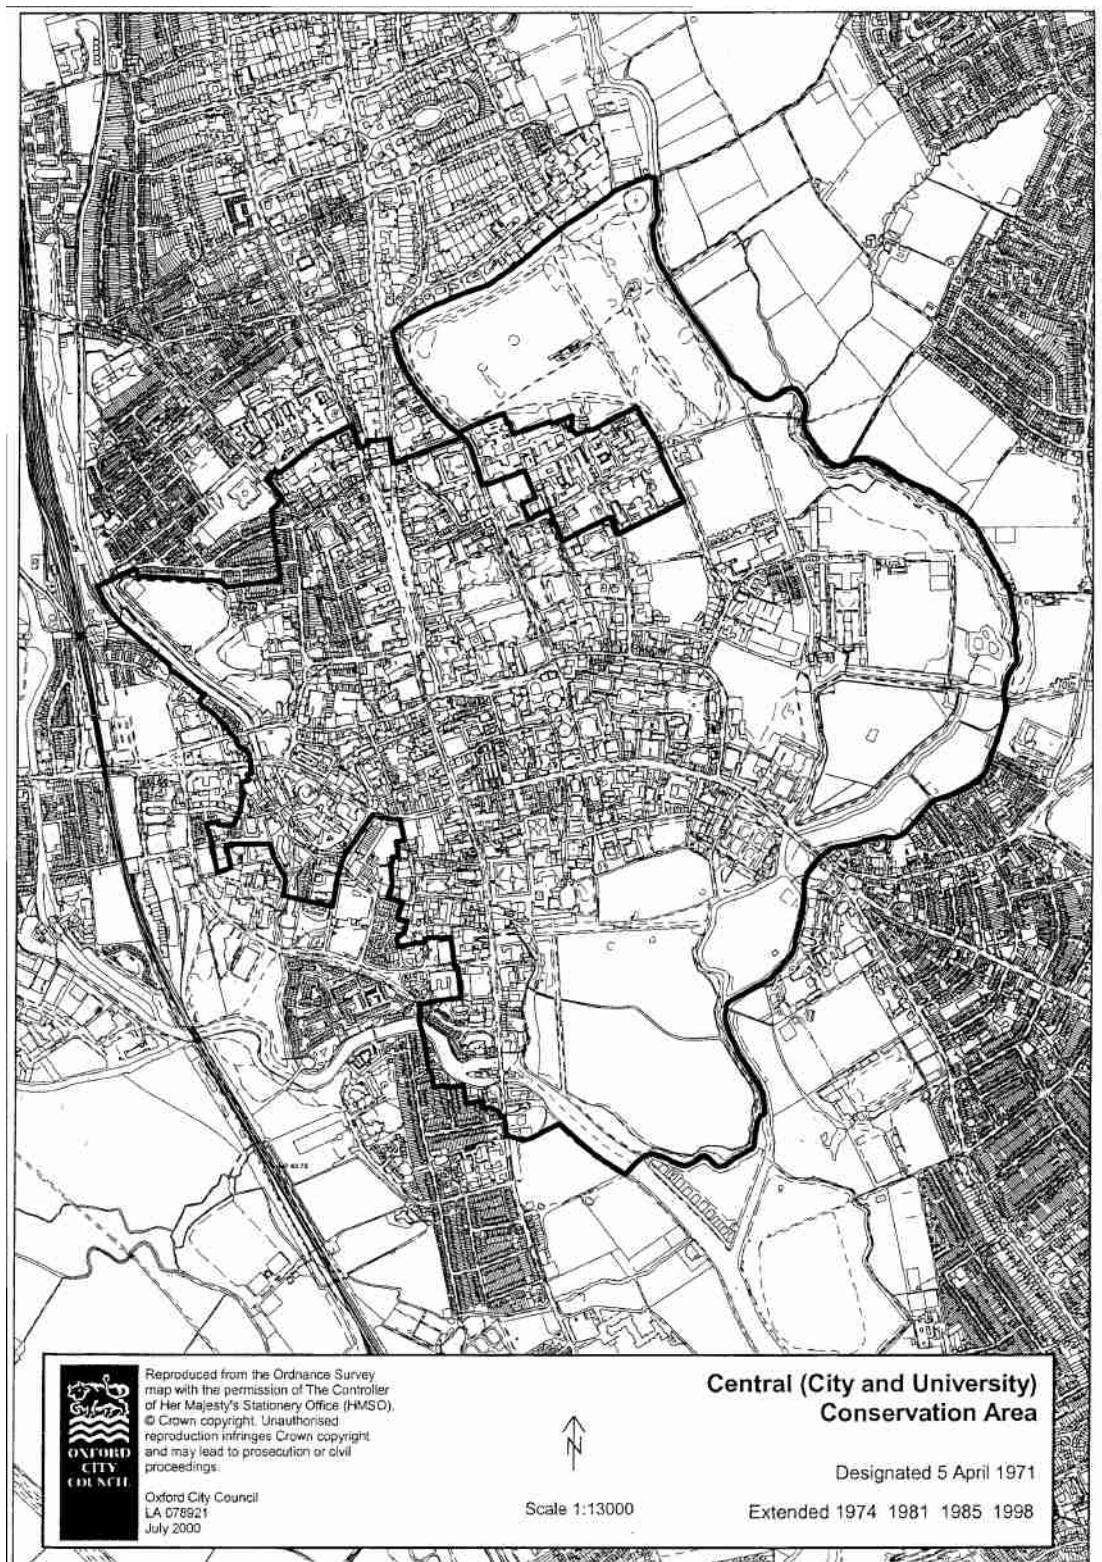 Reproduced from the Ordnance Survey
map with the permission of The Controller
of Her Majesty's Stationery Office (HMSO).
© Crown copyright. Unauthorised
reproduction infringes Crown copyright
and may lead to prosecution or civil
proceedings.
Oxford City Council
LA 078921
July 2000
OXFORD
CITY
COUNCIL
N
Scale 1:13000
Central (City and University)
Conservation Area
Designated 5 April 1971
Extended 1974 1981 1985 1998